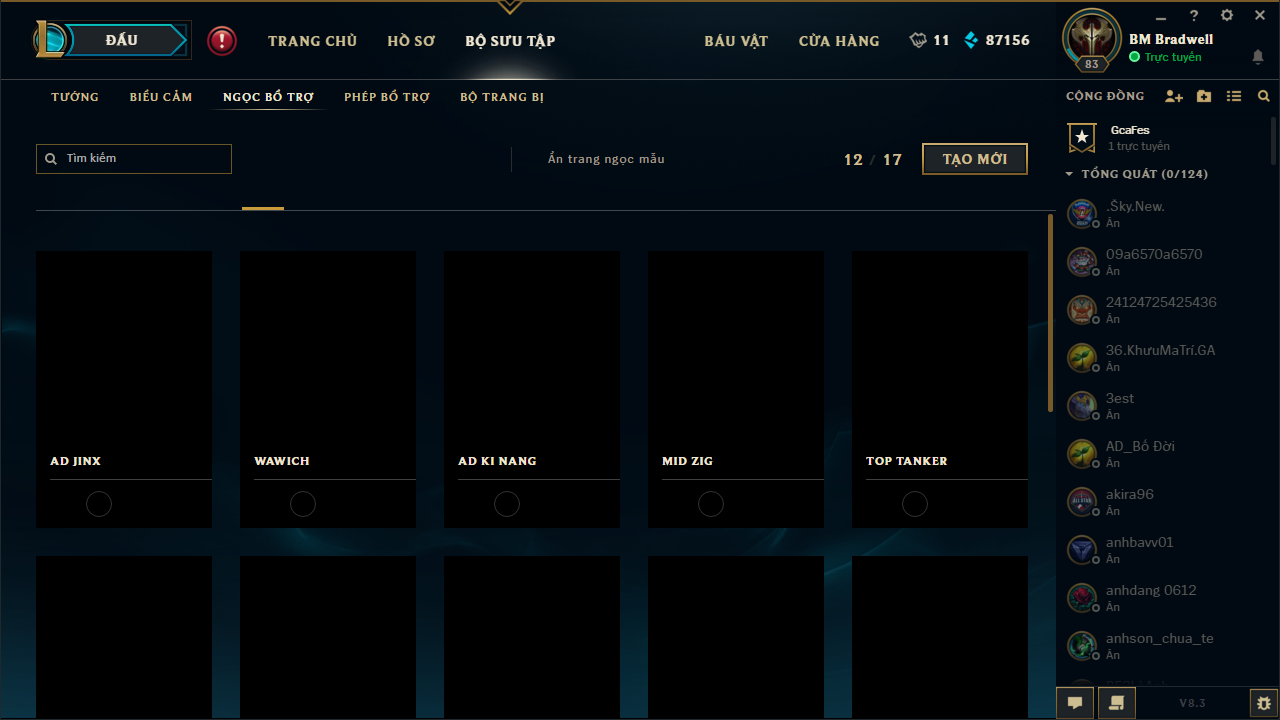 ĐẤU
TRANG CHỦ
HỒ SƠ
BỘ SƯU TẬP
BÁU VẬT
CỬA HÀNG
11
87156
83
BM Bradwell
Trực tuyến
TƯỚNG
BIỂU CẢM
NGỌC BỔ TRỢ
PHÉP BỔ TRỢ
BỘ TRANG BỊ
CỘNG ĐỒNG
Tìm kiếm
Ẩn trang ngọc mẫu
12 / 17
TẠO MỚI
GcaFes
1 trực tuyến
TỔNG QUÁT (0/124)
.Šky.New.
Ẩn
09a6570a6570
Ẩn
24124725425436
Ẩn
36.KhưuMaTrí.GA
Ẩn
3est
Ẩn
AD_Bố Đời
Ẩn
akira96
Ẩn
anhbavv01
Ẩn
anhdang 0612
Ẩn
anhson_chua_te
Ẩn
AD JINX
WAWICH
AD KI NANG
MID ZIG
TOP TANKER
V8.3